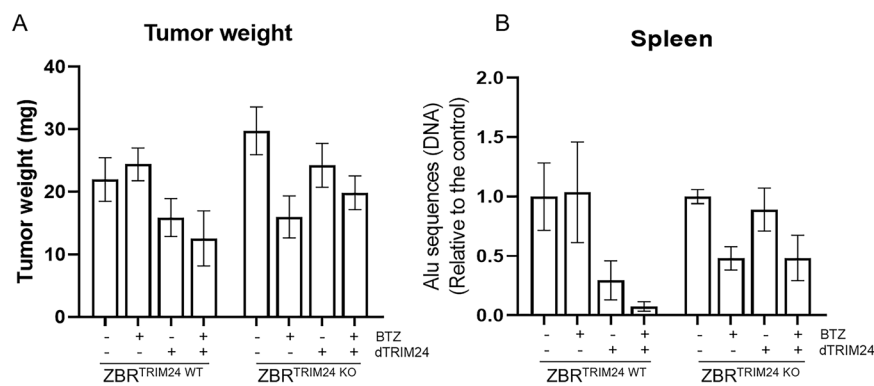 A
Tumor weight
Tumor weight (mg)
40
30
20
10
0
- + - + - + - + BTZ
- - + + - - + + dTRIM24
ZBR^TRIM24 WT ZBR^TRIM24 KO
B
Spleen
Alu sequences (DNA)
(Relative to the control)
2.0
1.5
1.0
0.5
0.0
- + - + - + - + BTZ
- - + + - - + + dTRIM24
ZBR^TRIM24 WT ZBR^TRIM24 KO